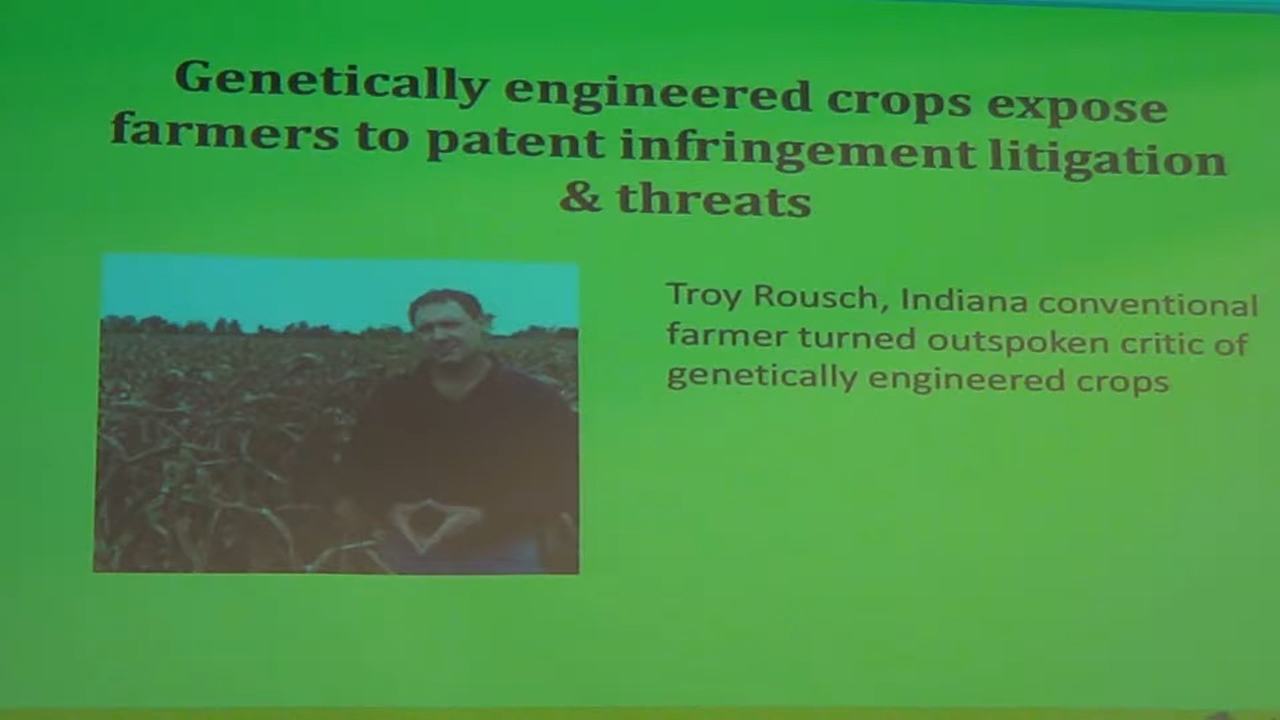 Genetically engineered crops expose
farmers to patent infringement litigation
& threats
Troy Rousch, Indiana conventional
farmer turned outspoken critic of
genetically engineered crops